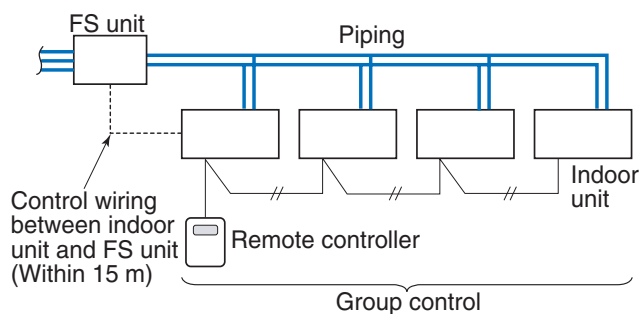 FS unit
Piping
Indoor
unit
Control wiring
between indoor
unit and FS unit
(Within 15 m)
Remote controller
Group control